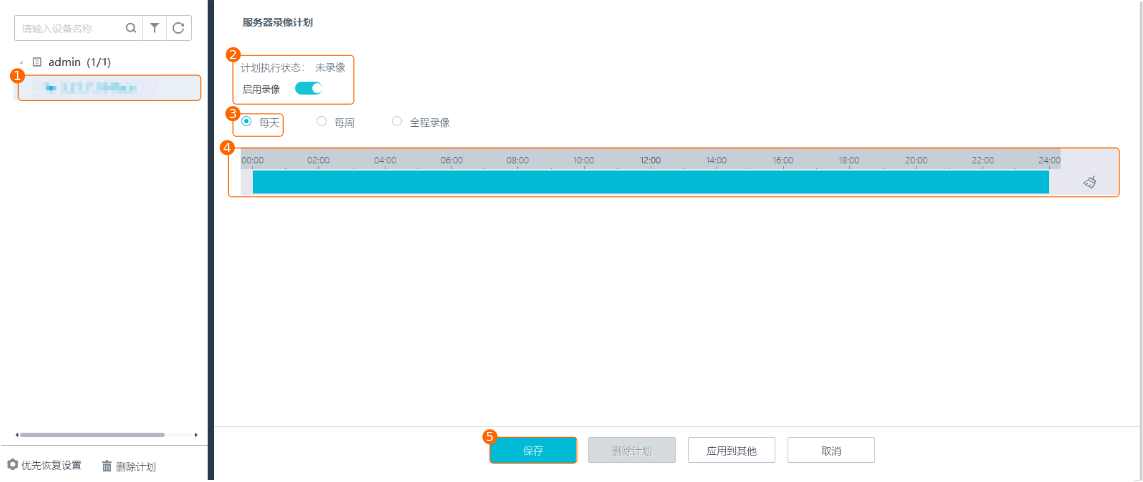 请输入设备名称
admin (1/1)
1
优先恢复设置
删除计划
服务器录像计划
2
计划执行状态： 未录像
启用录像
3
每天 每周 全程录像
4
00:00 02:00 04:00 06:00 08:00 10:00 12:00 14:00 16:00 18:00 20:00 22:00 24:00
5
保存 删除计划 应用到其他 取消